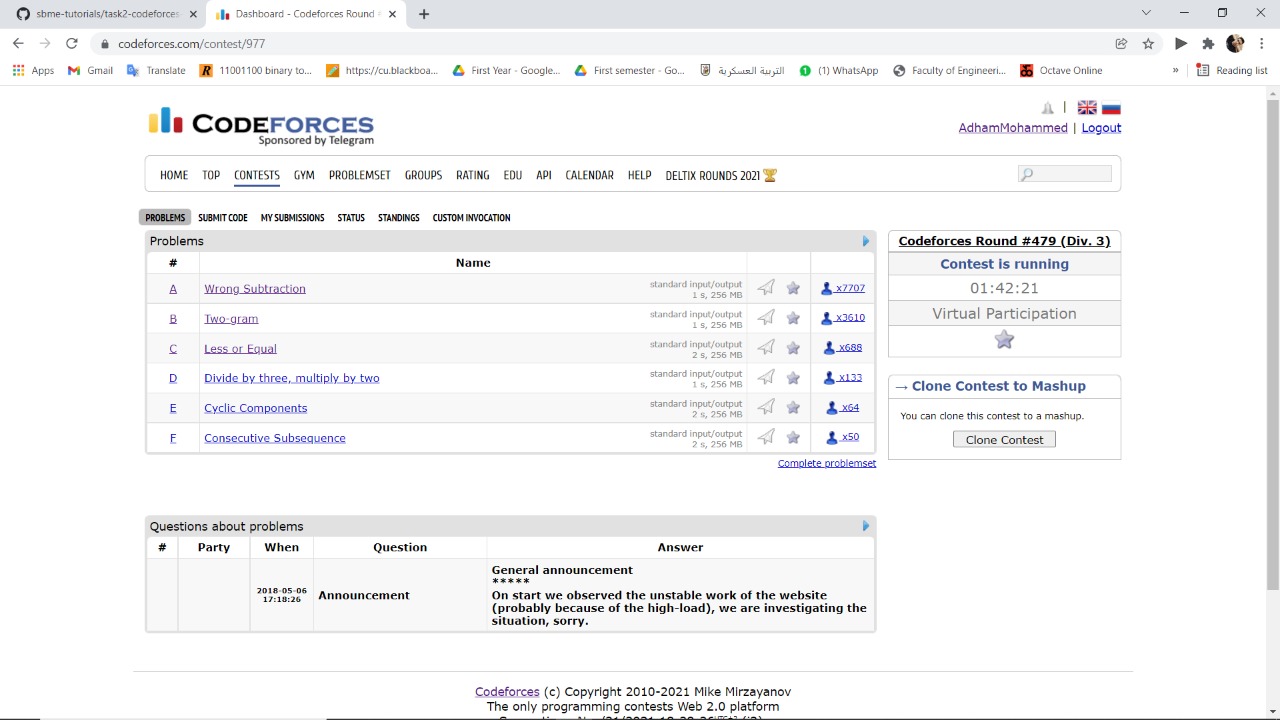 sbme-tutorials/task2-codeforces-
Dashboard - Codeforces Round #
codeforces.com/contest/977
Apps Gmail Translate 11001100 binary to... https://cu.blackboa... First Year - Google... First semester - Go... التربية العسكرية (1) WhatsApp Faculty of Engineeri... Octave Online » Reading list
CODEFORCES
Sponsored by Telegram
AdhamMohammed | Logout
HOME TOP CONTESTS GYM PROBLEMSET GROUPS RATING EDU API CALENDAR HELP DELTIX ROUNDS 2021
PROBLEMS SUBMIT CODE MY SUBMISSIONS STATUS STANDINGS CUSTOM INVOCATION
Problems
# Name
A Wrong Subtraction standard input/output 1 s, 256 MB x7707
B Two-gram standard input/output 1 s, 256 MB x3610
C Less or Equal standard input/output 2 s, 256 MB x688
D Divide by three, multiply by two standard input/output 1 s, 256 MB x133
E Cyclic Components standard input/output 2 s, 256 MB x64
F Consecutive Subsequence standard input/output 2 s, 256 MB x50
Complete problemset
Codeforces Round #479 (Div. 3)
Contest is running
01:42:21
Virtual Participation
→ Clone Contest to Mashup
You can clone this contest to a mashup.
Clone Contest
Questions about problems
# Party When Question Answer
2018-05-06
17:18:26
Announcement
General announcement
*****
On start we observed the unstable work of the website
(probably because of the high-load), we are investigating the
situation, sorry.
Codeforces (c) Copyright 2010-2021 Mike Mirzayanov
The only programming contests Web 2.0 platform